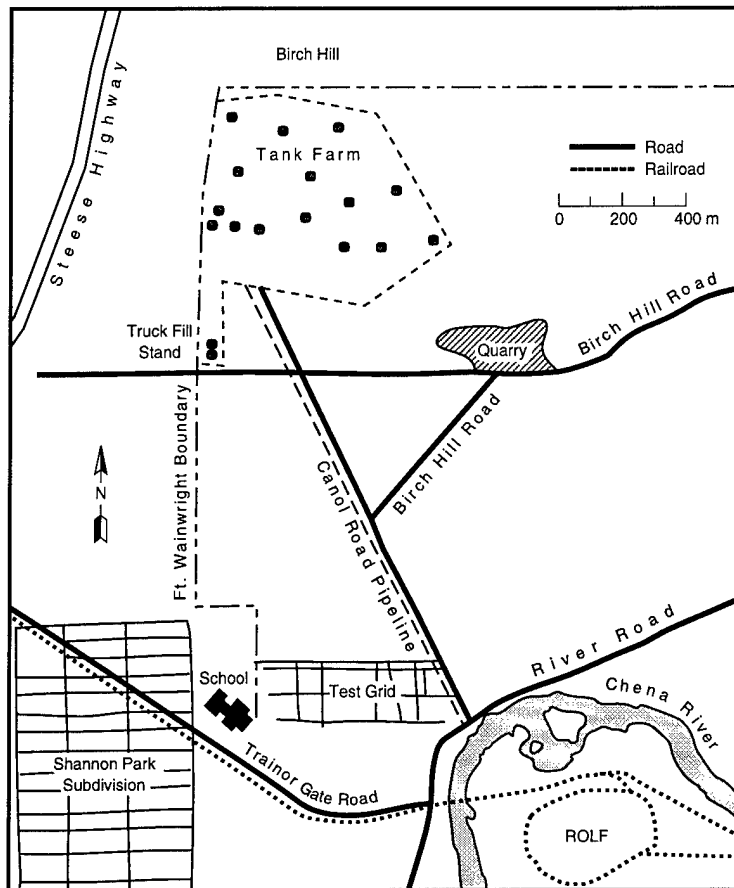 Birch Hill
Steese Highway
Tank Farm
Road
Railroad
0 200 400 m
Truck Fill
Stand
Quarry
Birch Hill Road
Birch Hill Road
N
Ft. Wainwright Boundary
Canol Road Pipeline
River Road
School
Test Grid
Chena
River
Shannon Park
Subdivision
Trainor Gate Road
ROLF